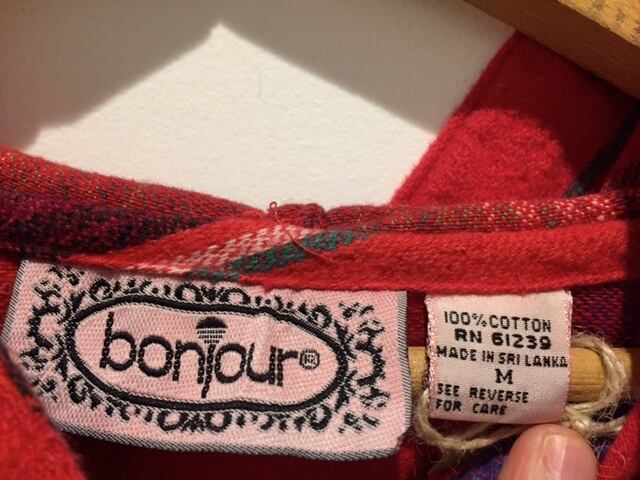 bonjour®
100% COTTON
RN 61239
MADE IN SRI LANKA
M
SEE REVERSE
FOR CARE